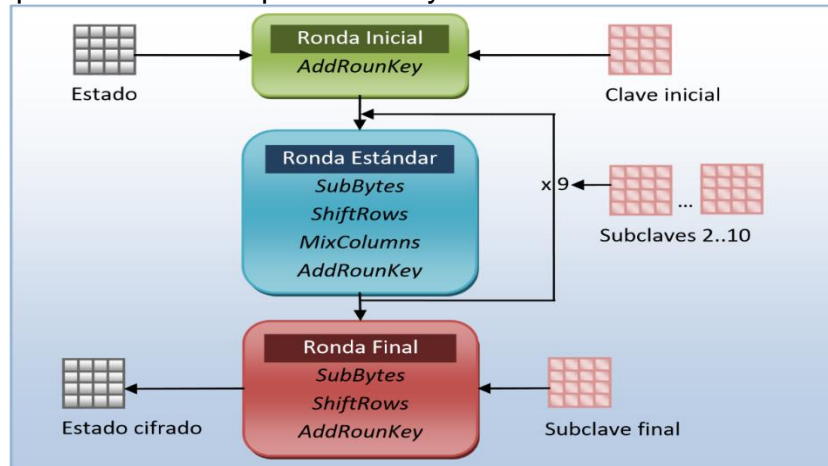 Ronda Inicial
AddRounKey
Estado
Clave inicial
Ronda Estándar
SubBytes
ShiftRows
MixColumns
AddRounKey
x 9
...
Subclaves 2..10
Ronda Final
SubBytes
ShiftRows
AddRounKey
Estado cifrado
Subclave final